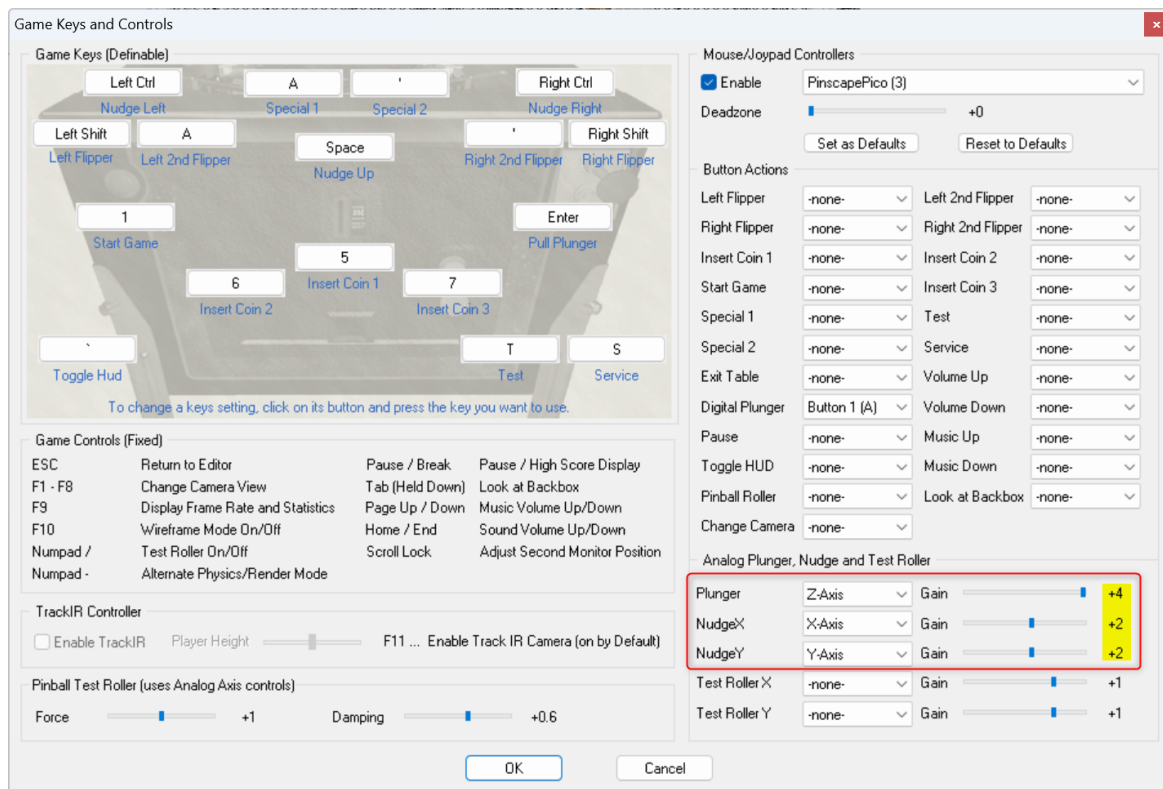 Game Keys and Controls
Game Keys (Definable)
Left Ctrl
Nudge Left
A
Special 1
'
Special 2
Right Ctrl
Nudge Right
Left Shift
Left Flipper
A
Left 2nd Flipper
Space
Nudge Up
'
Right 2nd Flipper
Right Shift
Right Flipper
1
Start Game
Enter
Pull Plunger
5
Insert Coin 1
6
Insert Coin 2
7
Insert Coin 3
`
Toggle Hud
T
Test
S
Service
To change a keys setting, click on its button and press the key you want to use.
Game Controls (Fixed)
ESC Return to Editor Pause / Break Pause / High Score Display
F1 - F8 Change Camera View Tab (Held Down) Look at Backbox
F9 Display Frame Rate and Statistics Page Up / Down Music Volume Up/Down
F10 Wireframe Mode On/Off Home / End Sound Volume Up/Down
Numpad / Test Roller On/Off Scroll Lock Adjust Second Monitor Position
Numpad - Alternate Physics/Render Mode
TrackIR Controller
Enable TrackIR Player Height F11 ... Enable Track IR Camera (on by Default)
Pinball Test Roller (uses Analog Axis controls)
Force +1 Damping +0.6
Mouse/Joypad Controllers
Enable PinscapePico (3)
Deadzone +0
Set as Defaults Reset to Defaults
Button Actions
Left Flipper -none- Left 2nd Flipper -none-
Right Flipper -none- Right 2nd Flipper -none-
Insert Coin 1 -none- Insert Coin 2 -none-
Start Game -none- Insert Coin 3 -none-
Special 1 -none- Test -none-
Special 2 -none- Service -none-
Exit Table -none- Volume Up -none-
Digital Plunger Button 1 (A) Volume Down -none-
Pause -none- Music Up -none-
Toggle HUD -none- Music Down -none-
Pinball Roller -none- Look at Backbox -none-
Change Camera -none-
Analog Plunger, Nudge and Test Roller
Plunger Z-Axis Gain +4
NudgeX X-Axis Gain +2
NudgeY Y-Axis Gain +2
Test Roller X -none- Gain +1
Test Roller Y -none- Gain +1
OK Cancel